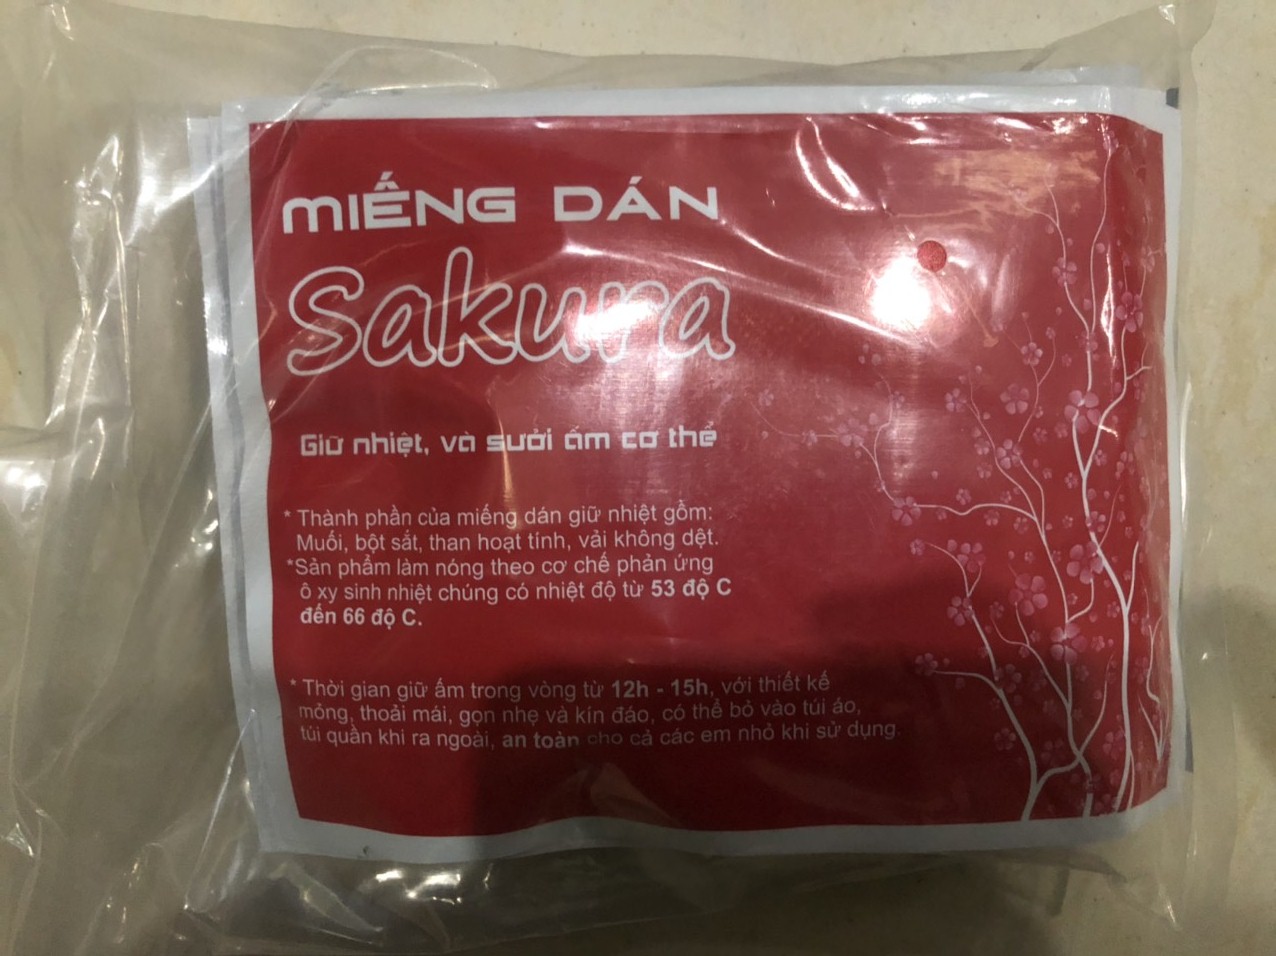 MIẾNG DÁN
Sakura
Giữ nhiệt, và sưởi ấm cơ thể
* Thành phần của miếng dán giữ nhiệt gồm:
Muối, bột sắt, than hoạt tính, vải không dệt.
*Sản phẩm làm nóng theo cơ chế phản ứng
ô xy sinh nhiệt chúng có nhiệt độ từ 53 độ C
đến 66 độ C.
* Thời gian giữ ấm trong vòng từ 12h - 15h, với thiết kế
mỏng, thoải mái, gọn nhẹ và kín đáo, có thể bỏ vào túi áo,
túi quần khi ra ngoài, an toàn cho cả các em nhỏ khi sử dụng.